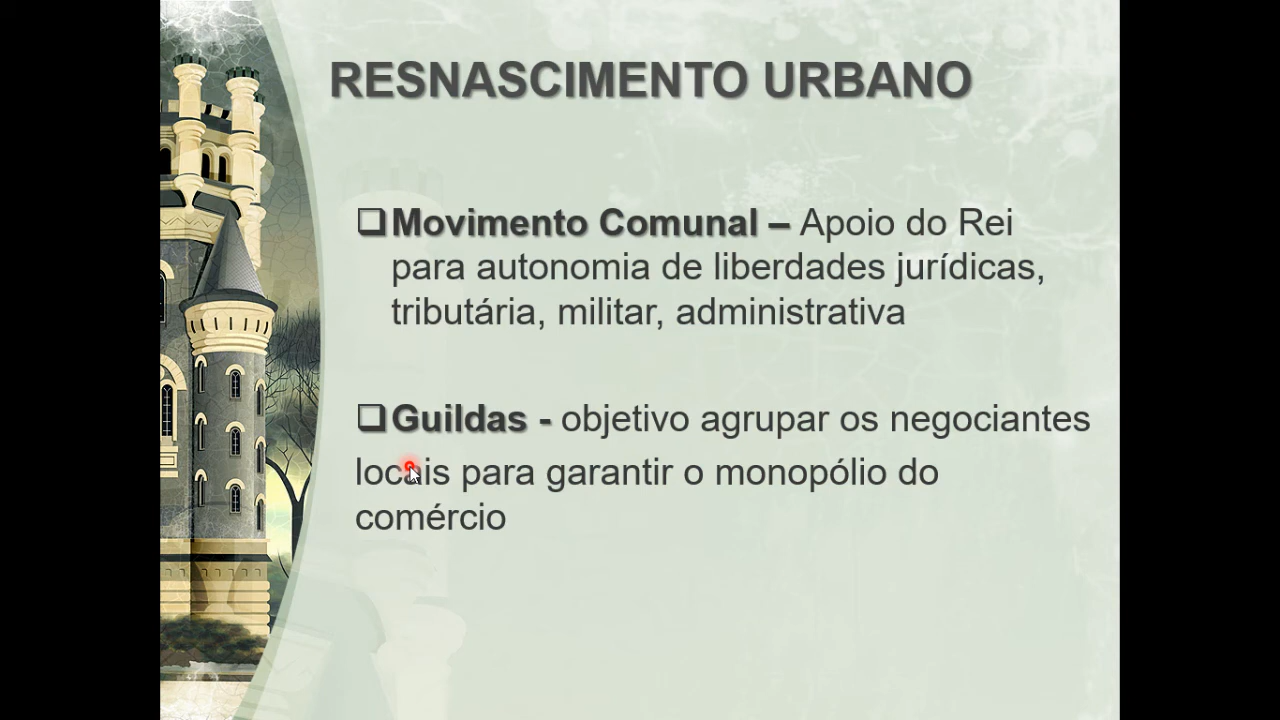 RESNASCIMENTO URBANO
❑Movimento Comunal – Apoio do Rei
para autonomia de liberdades jurídicas,
tributária, militar, administrativa
❑Guildas - objetivo agrupar os negociantes
locais para garantir o monopólio do
comércio